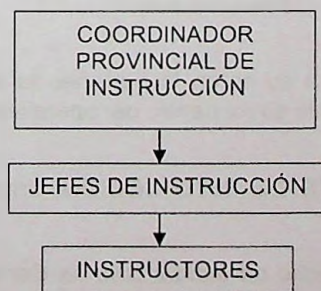 COORDINADOR
PROVINCIAL DE
INSTRUCCIÓN
JEFES DE INSTRUCCIÓN
INSTRUCTORES